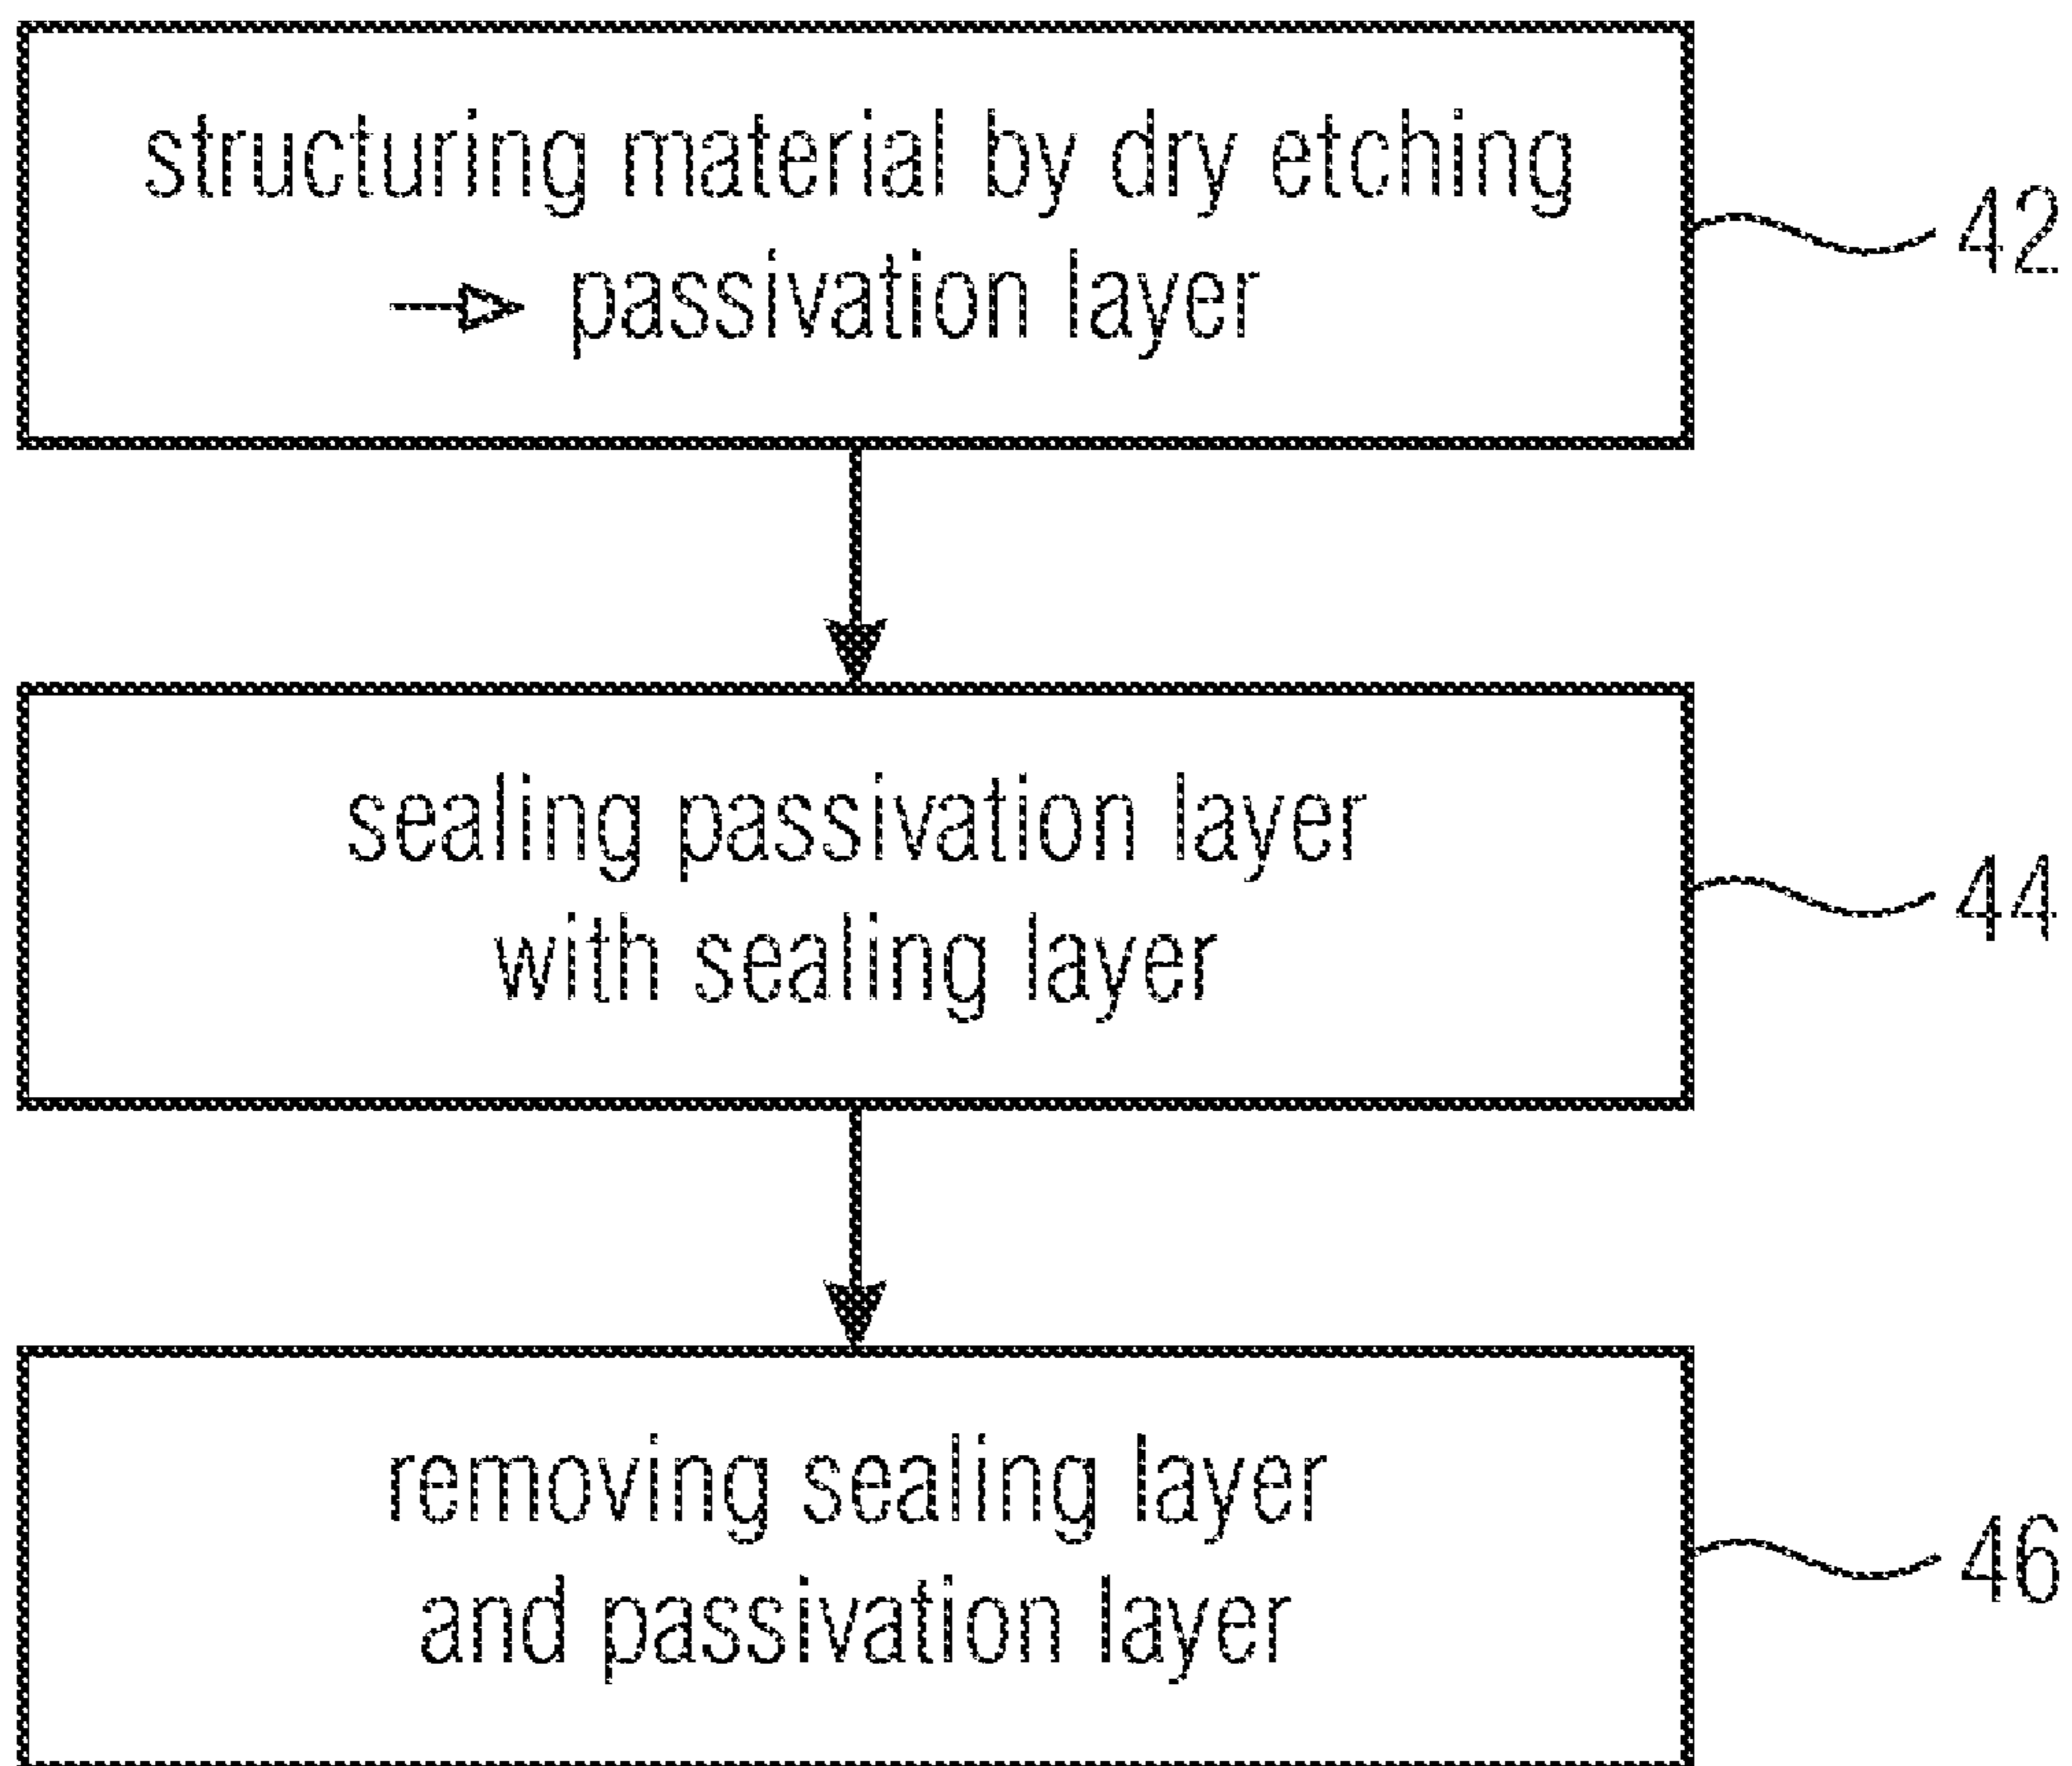 structuring material by dry etching
→ passivation layer
42
sealing passivation layer
with sealing layer
44
removing sealing layer
and passivation layer
46